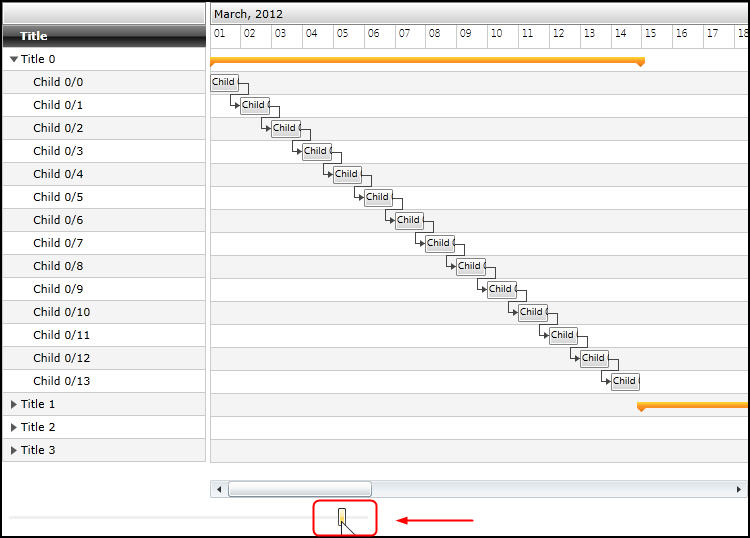 March, 2012
Title
01 02 03 04 05 06 07 08 09 10 11 12 13 14 15 16 17 18
Title 0
Child 0/0 Child
Child 0/1 Child
Child 0/2 Child
Child 0/3 Child
Child 0/4 Child
Child 0/5 Child
Child 0/6 Child
Child 0/7 Child
Child 0/8 Child
Child 0/9 Child
Child 0/10 Child
Child 0/11 Child
Child 0/12 Child
Child 0/13 Child
Title 1
Title 2
Title 3